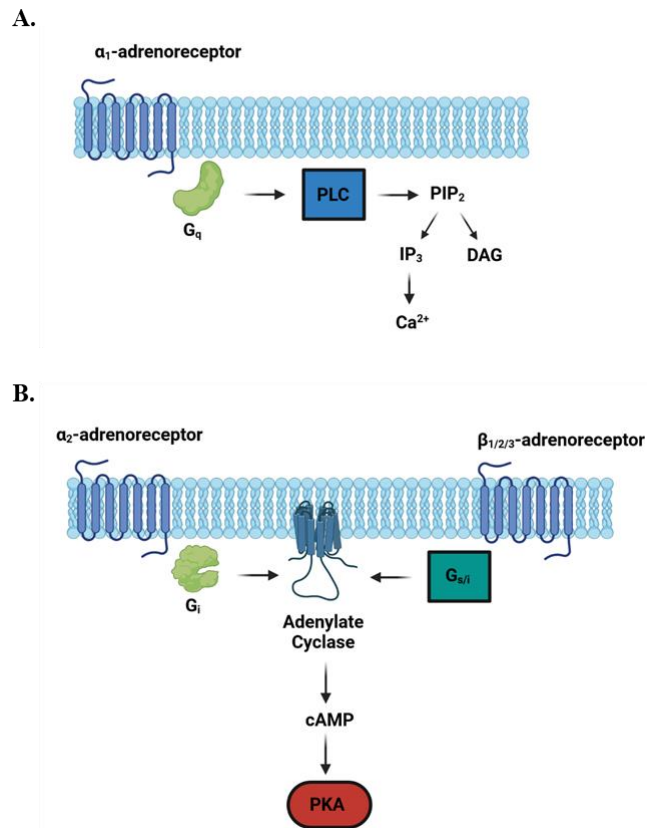 A.
α₁-adrenoreceptor
Gq
PLC
PIP₂
IP₃
DAG
Ca²⁺
B.
α₂-adrenoreceptor
β₁/₂/₃-adrenoreceptor
Gᵢ
Gs/i
Adenylate
Cyclase
cAMP
PKA